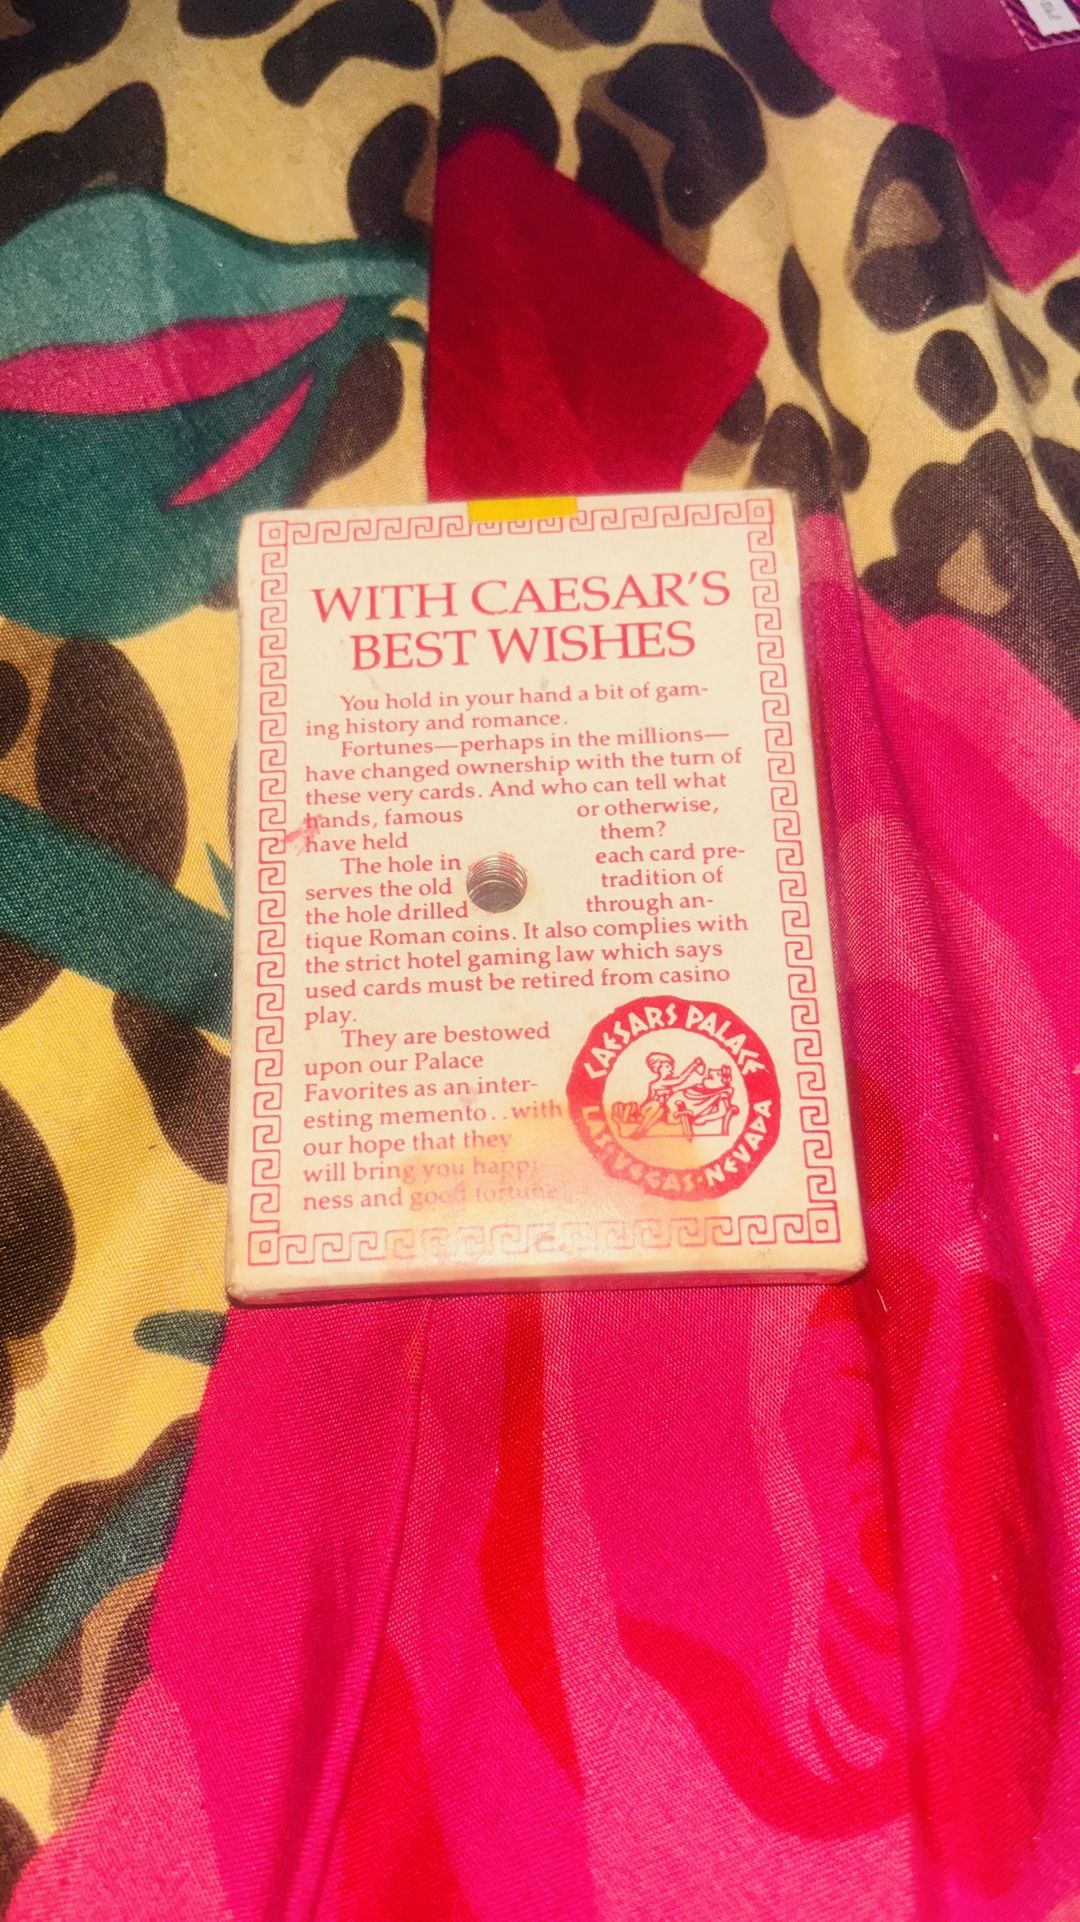 WITH CAESAR'S
BEST WISHES
You hold in your hand a bit of gam-
ing history and romance.
Fortunes—perhaps in the millions—
have changed ownership with the turn of
these very cards. And who can tell what
hands, famous or otherwise,
have held them?
The hole in each card pre-
serves the old tradition of
the hole drilled through an-
tique Roman coins. It also complies with
the strict hotel gaming law which says
used cards must be retired from casino
play.
They are bestowed
upon our Palace
Favorites as an inter-
esting memento . . with
our hope that they
will bring you happi
ness and good fortune
CAESARS PALACE
LAS VEGAS · NEVADA